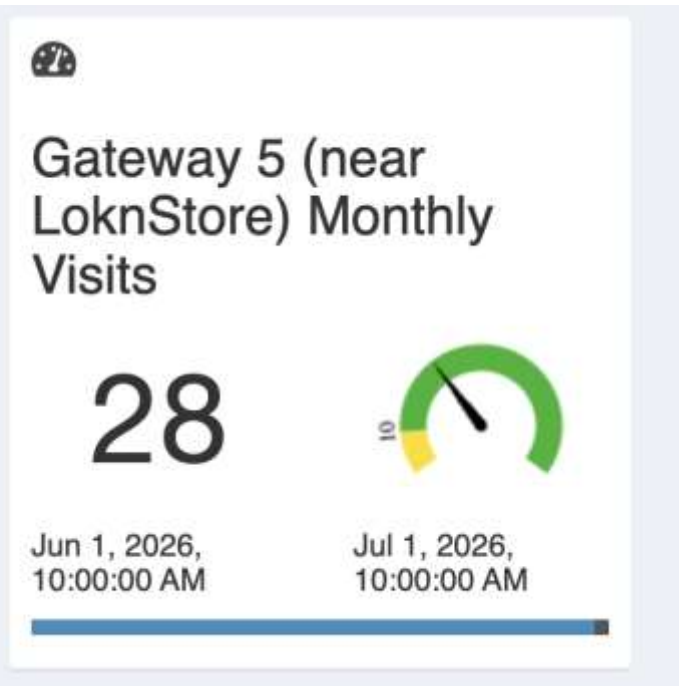 Gateway 5 (near
LoknStore) Monthly
Visits
28
10
Jun 1, 2026,
10:00:00 AM
Jul 1, 2026,
10:00:00 AM